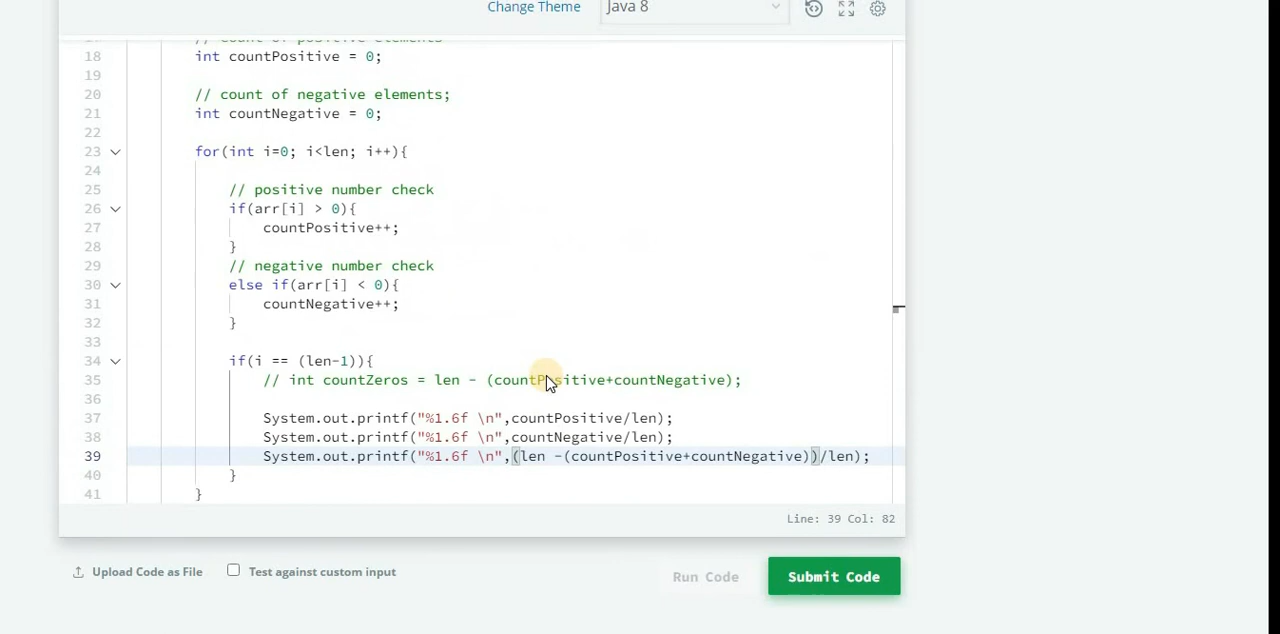 Change Theme Java 8
// count of positive elements
18 int countPositive = 0;
19
20 // count of negative elements;
21 int countNegative = 0;
22
23 for(int i=0; i<len; i++){
24
25 // positive number check
26 if(arr[i] > 0){
27 countPositive++;
28 }
29 // negative number check
30 else if(arr[i] < 0){
31 countNegative++;
32 }
33
34 if(i == (len-1)){
35 // int countZeros = len - (countPositive+countNegative);
36
37 System.out.printf("%1.6f \n",countPositive/len);
38 System.out.printf("%1.6f \n",countNegative/len);
39 System.out.printf("%1.6f \n",(len -(countPositive+countNegative))/len);
40 }
41 }
Line: 39 Col: 82
Upload Code as File Test against custom input Run Code Submit Code